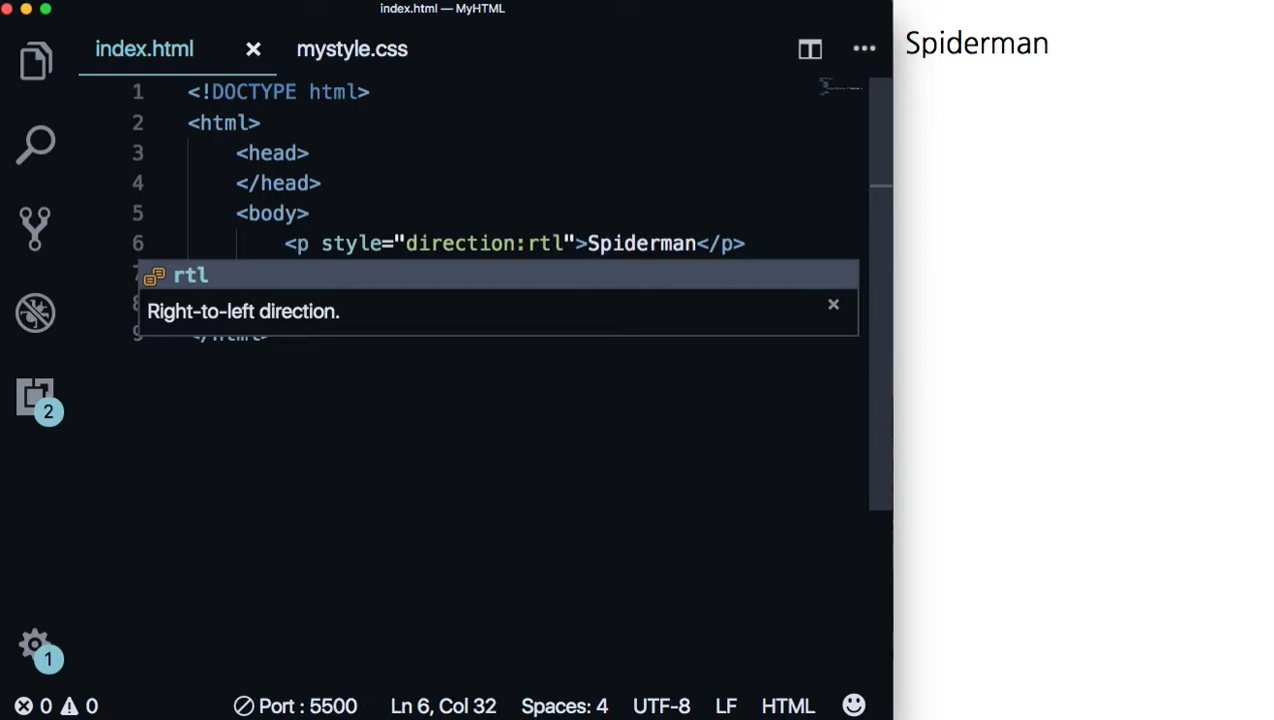 index.html — MyHTML
index.html mystyle.css
Spiderman
1 <!DOCTYPE html>
2 <html>
3 <head>
4 </head>
5 <body>
6 <p style="direction:rtl">Spiderman</p>
rtl
Right-to-left direction.
9 </html>
2
1
0 0 Port : 5500 Ln 6, Col 32 Spaces: 4 UTF-8 LF HTML